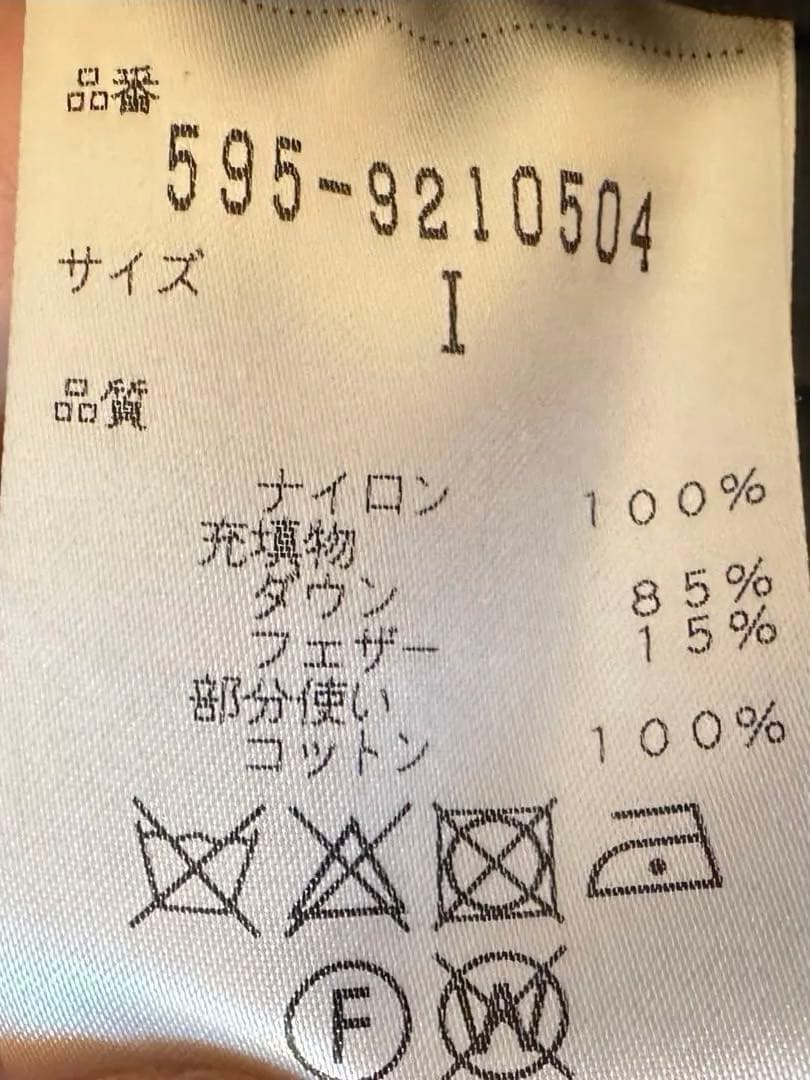 品番
595-9210504
サイズ
I
品質
ナイロン 100%
充填物
ダウン 85%
フェザー 15%
部分使い
コットン 100%
F
W